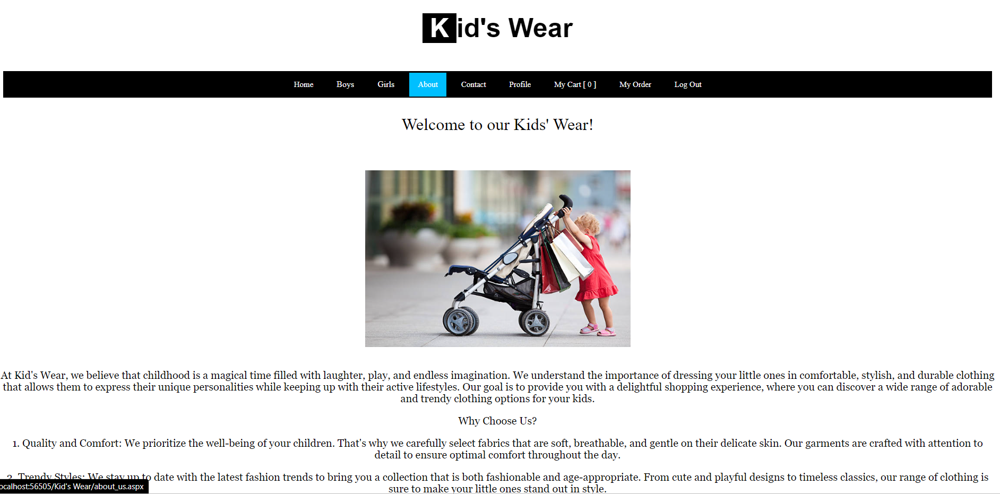 Kid's Wear
Home Boys Girls About Contact Profile My Cart [ 0 ] My Order Log Out
Welcome to our Kids' Wear!
At Kid's Wear, we believe that childhood is a magical time filled with laughter, play, and endless imagination. We understand the importance of dressing your little ones in comfortable, stylish, and durable clothing
that allows them to express their unique personalities while keeping up with their active lifestyles. Our goal is to provide you with a delightful shopping experience, where you can discover a wide range of adorable
and trendy clothing options for your kids.
Why Choose Us?
1. Quality and Comfort: We prioritize the well-being of your children. That's why we carefully select fabrics that are soft, breathable, and gentle on their delicate skin. Our garments are crafted with attention to
detail to ensure optimal comfort throughout the day.
2. Trendy Styles: We stay up to date with the latest fashion trends to bring you a collection that is both fashionable and age-appropriate. From cute and playful designs to timeless classics, our range of clothing is
sure to make your little ones stand out in style.
ocalhost:56505/Kid's Wear/about_us.aspx